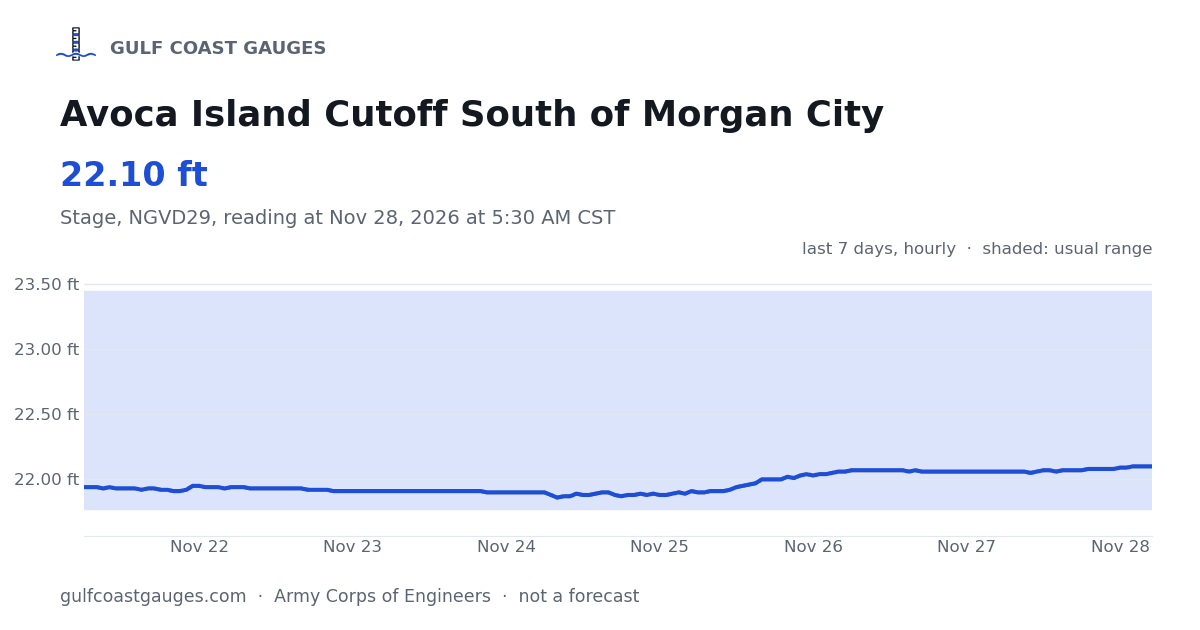 GULF COAST GAUGES
Avoca Island Cutoff South of Morgan City
22.10 ft
Stage, NGVD29, reading at Nov 28, 2026 at 5:30 AM CST
last 7 days, hourly · shaded: usual range
23.50 ft
23.00 ft
22.50 ft
22.00 ft
Nov 22 Nov 23 Nov 24 Nov 25 Nov 26 Nov 27 Nov 28
gulfcoastgauges.com · Army Corps of Engineers · not a forecast